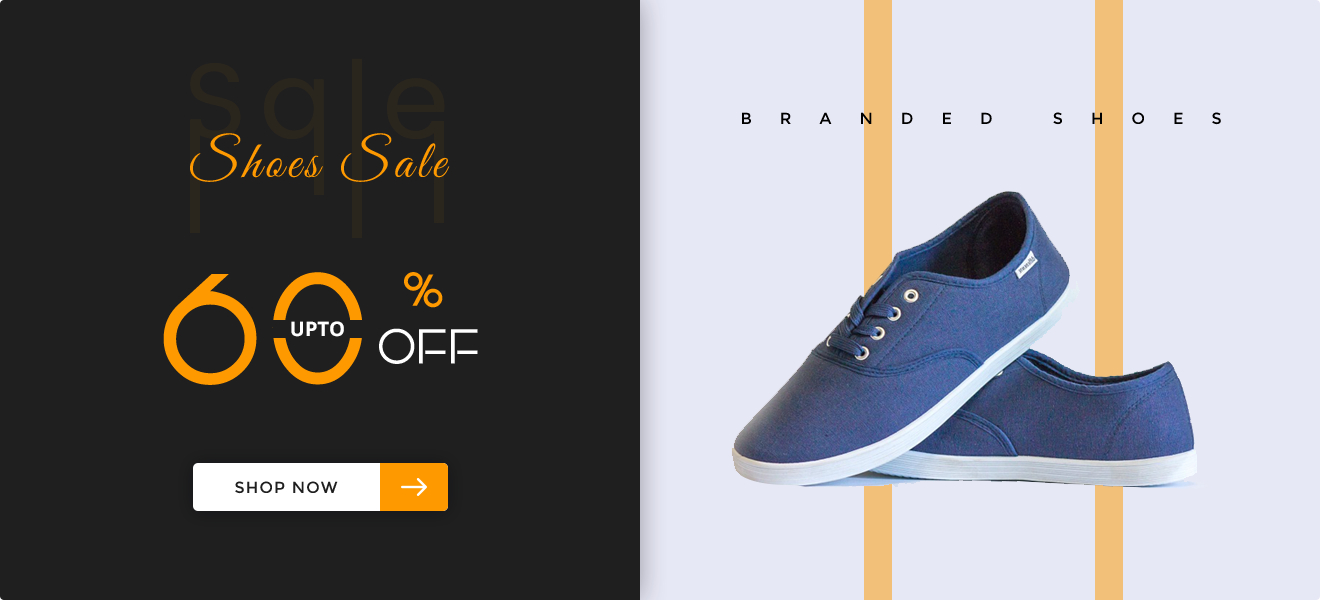 Sale
Shoes Sale
60
UPTO
%
OFF
SHOP NOW
BRANDED SHOES